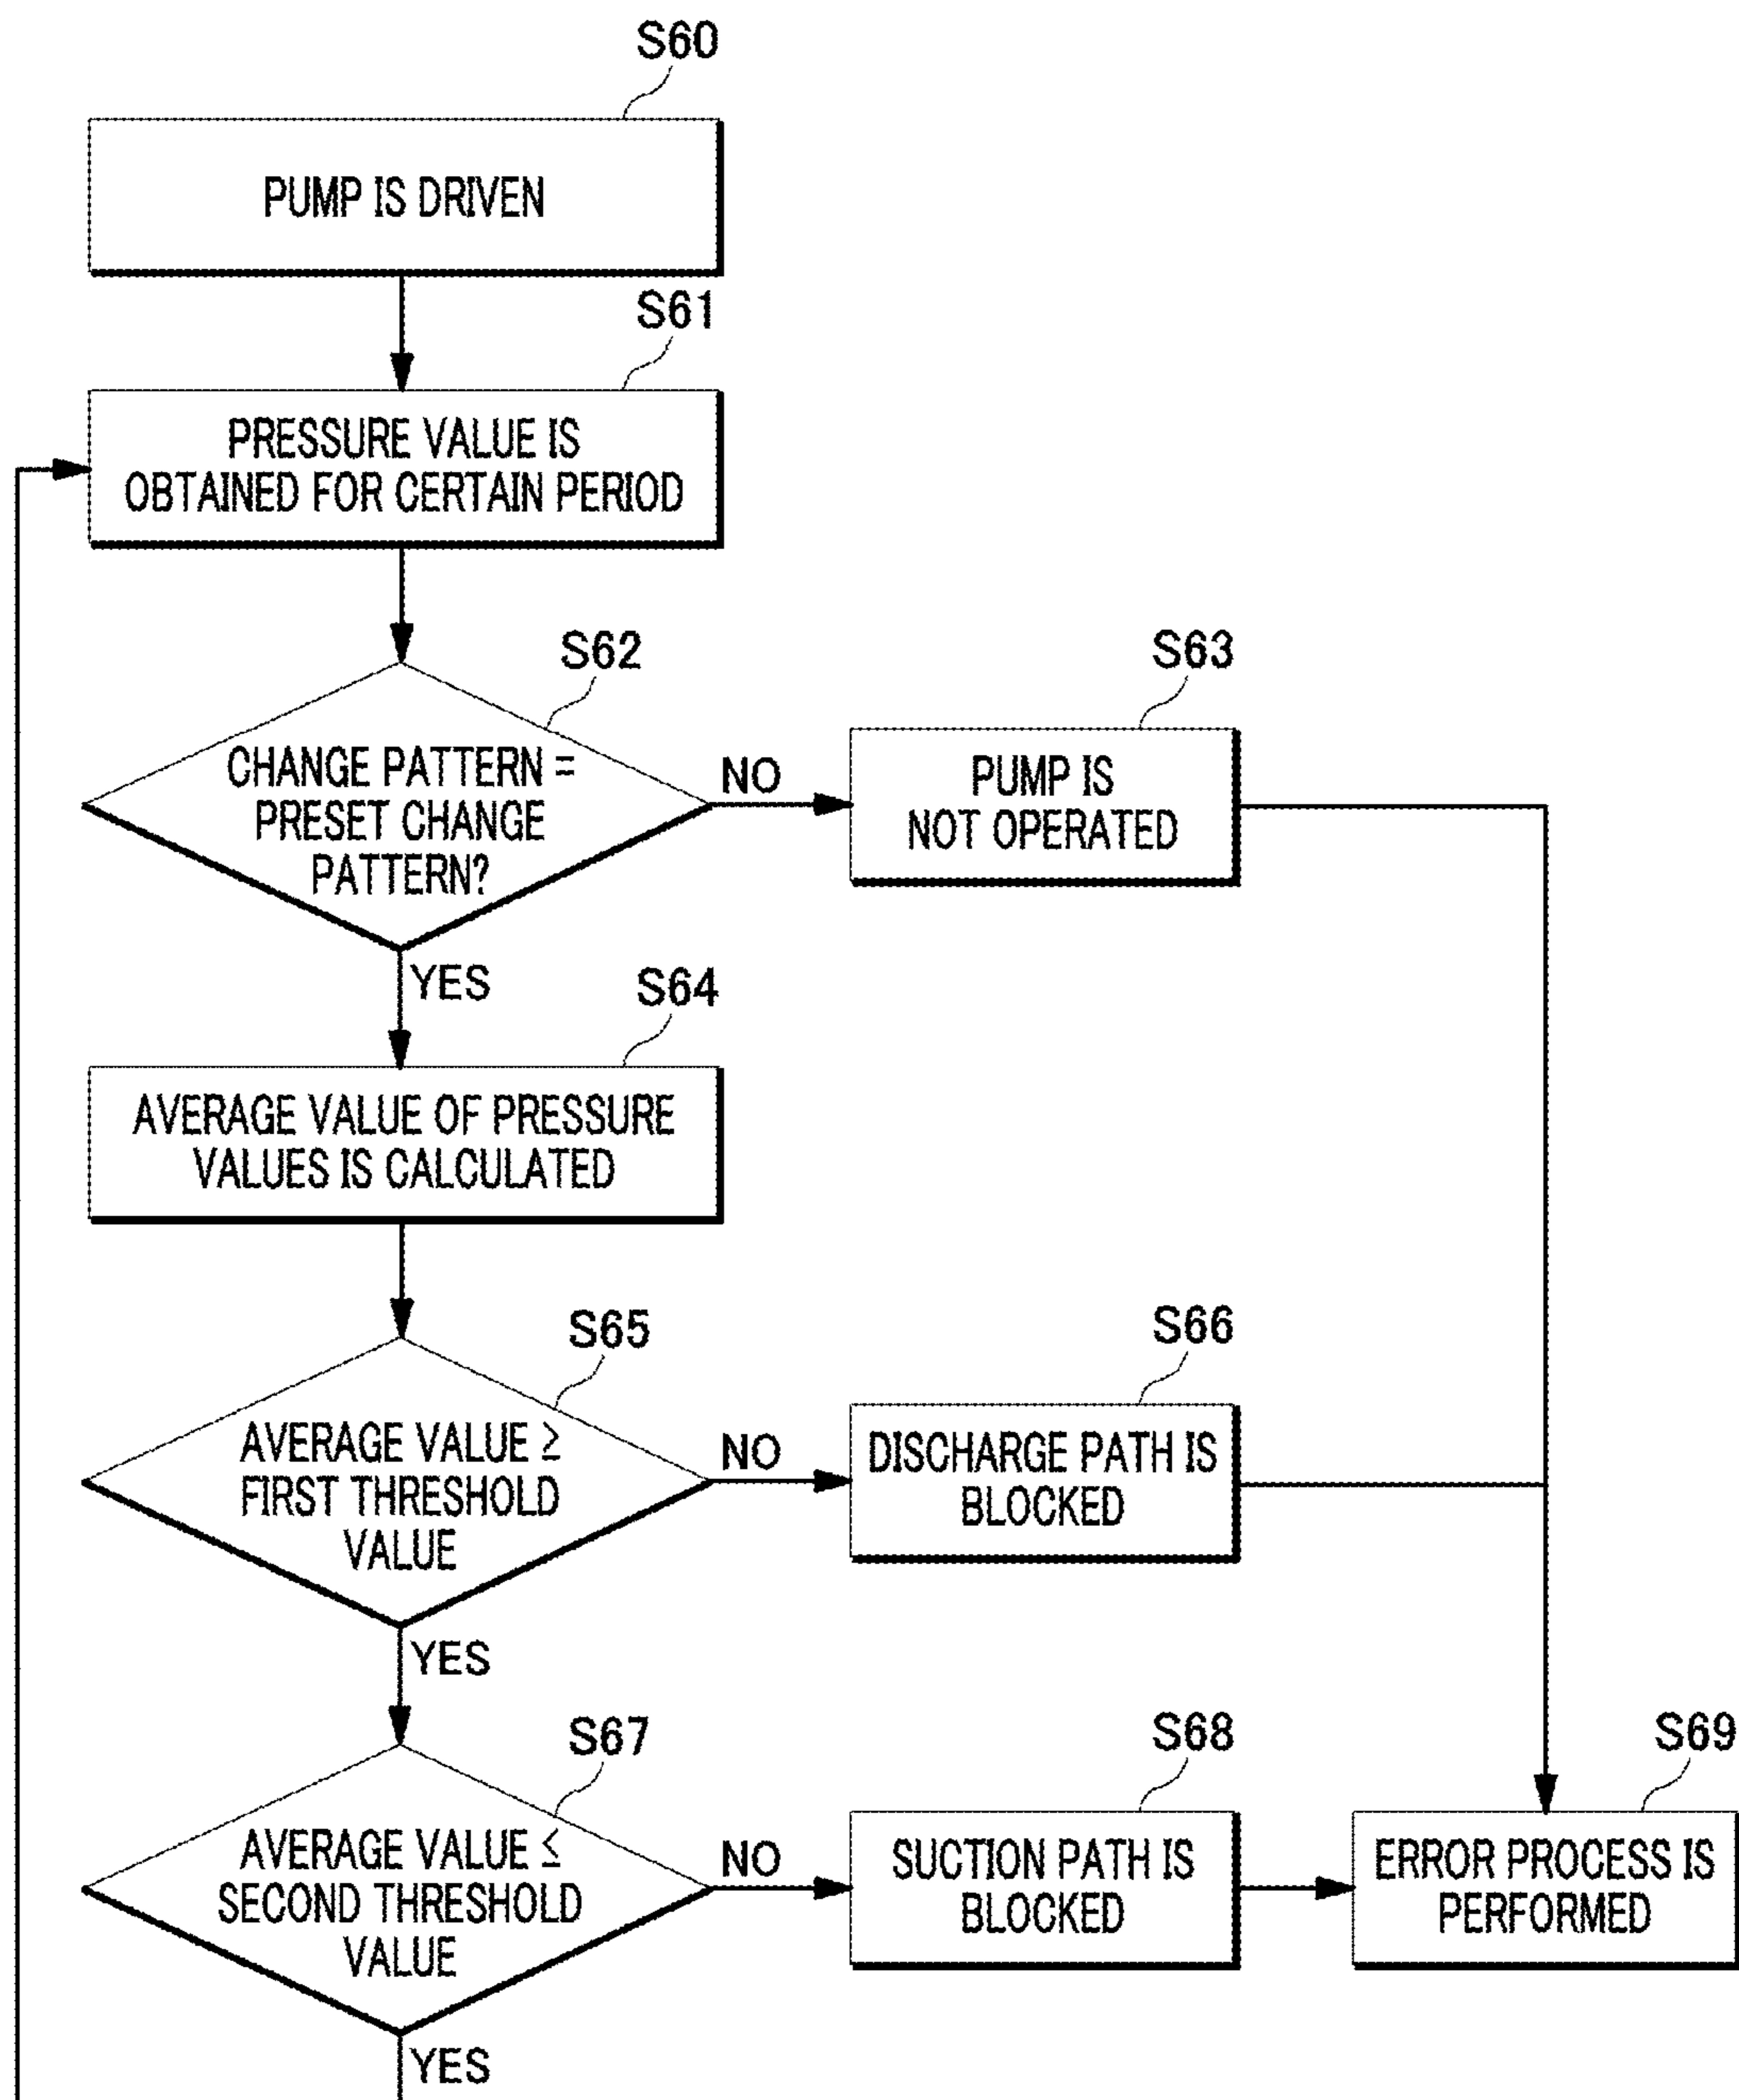 S60
PUMP IS DRIVEN
S61
PRESSURE VALUE IS
OBTAINED FOR CERTAIN PERIOD
S62
CHANGE PATTERN =
PRESET CHANGE
PATTERN?
NO
S63
PUMP IS
NOT OPERATED
YES
S64
AVERAGE VALUE OF PRESSURE
VALUES IS CALCULATED
S65
AVERAGE VALUE ≥
FIRST THRESHOLD
VALUE
NO
S66
DISCHARGE PATH IS
BLOCKED
YES
S67
AVERAGE VALUE ≤
SECOND THRESHOLD
VALUE
NO
S68
SUCTION PATH IS
BLOCKED
S69
ERROR PROCESS IS
PERFORMED
YES